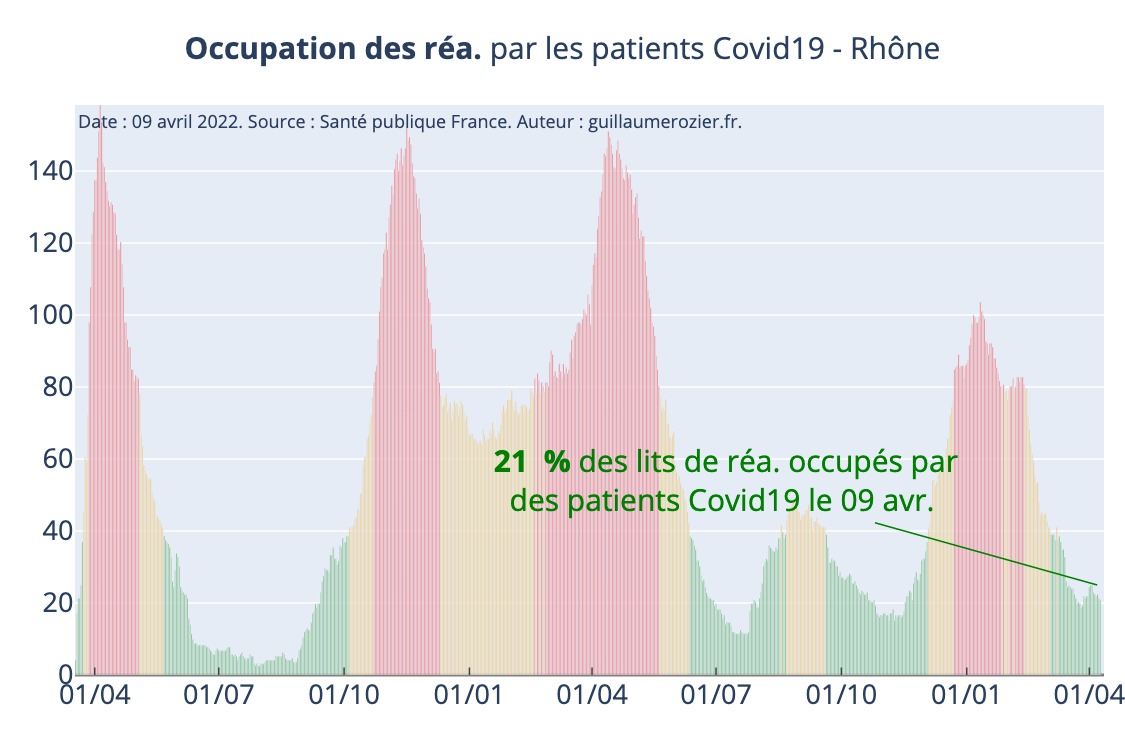 Occupation des réa. par les patients Covid19 - Rhône
Date : 09 avril 2022. Source : Santé publique France. Auteur : guillaumerozier.fr.
140
120
100
80
60
40
20
0
21 % des lits de réa. occupés par
des patients Covid19 le 09 avr.
01/04 01/07 01/10 01/01 01/04 01/07 01/10 01/01 01/04